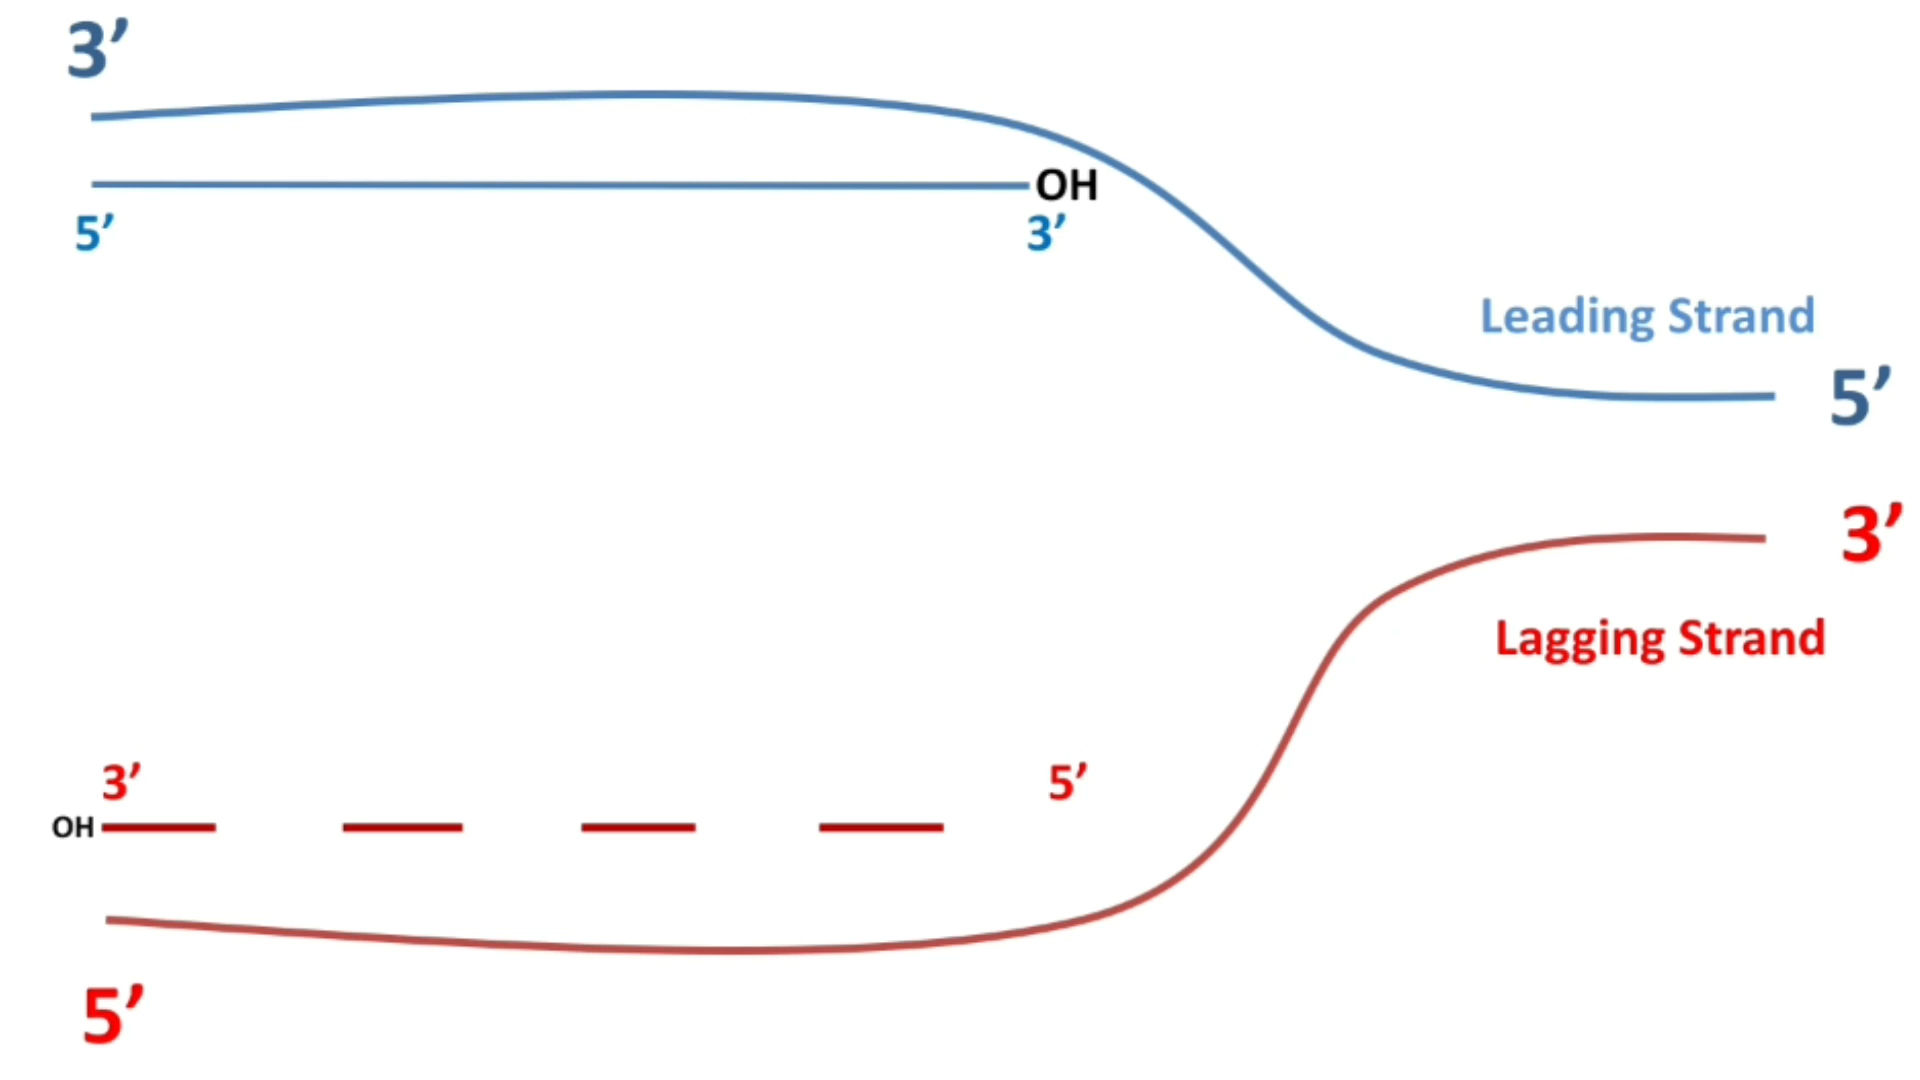 3’
OH
5’
3’
Leading Strand
5’
3’
Lagging Strand
3’
5’
OH
5’